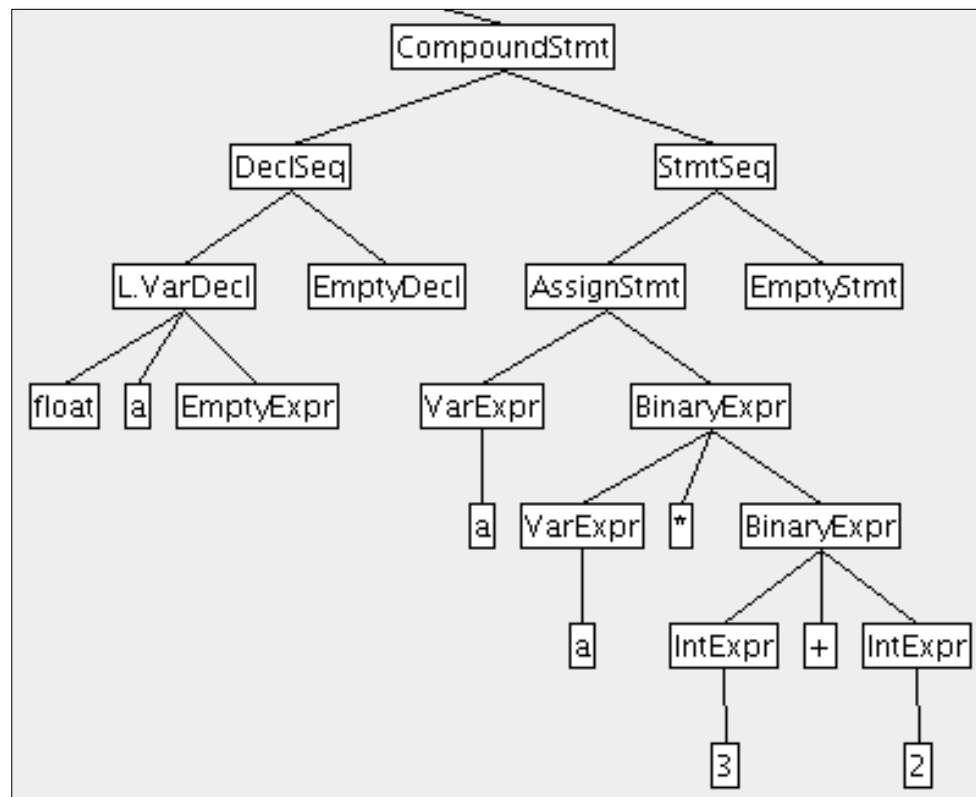 CompoundStmt
DeclSeq StmtSeq
L.VarDecl EmptyDecl AssignStmt EmptyStmt
float a EmptyExpr VarExpr BinaryExpr
a VarExpr * BinaryExpr
a IntExpr + IntExpr
3 2